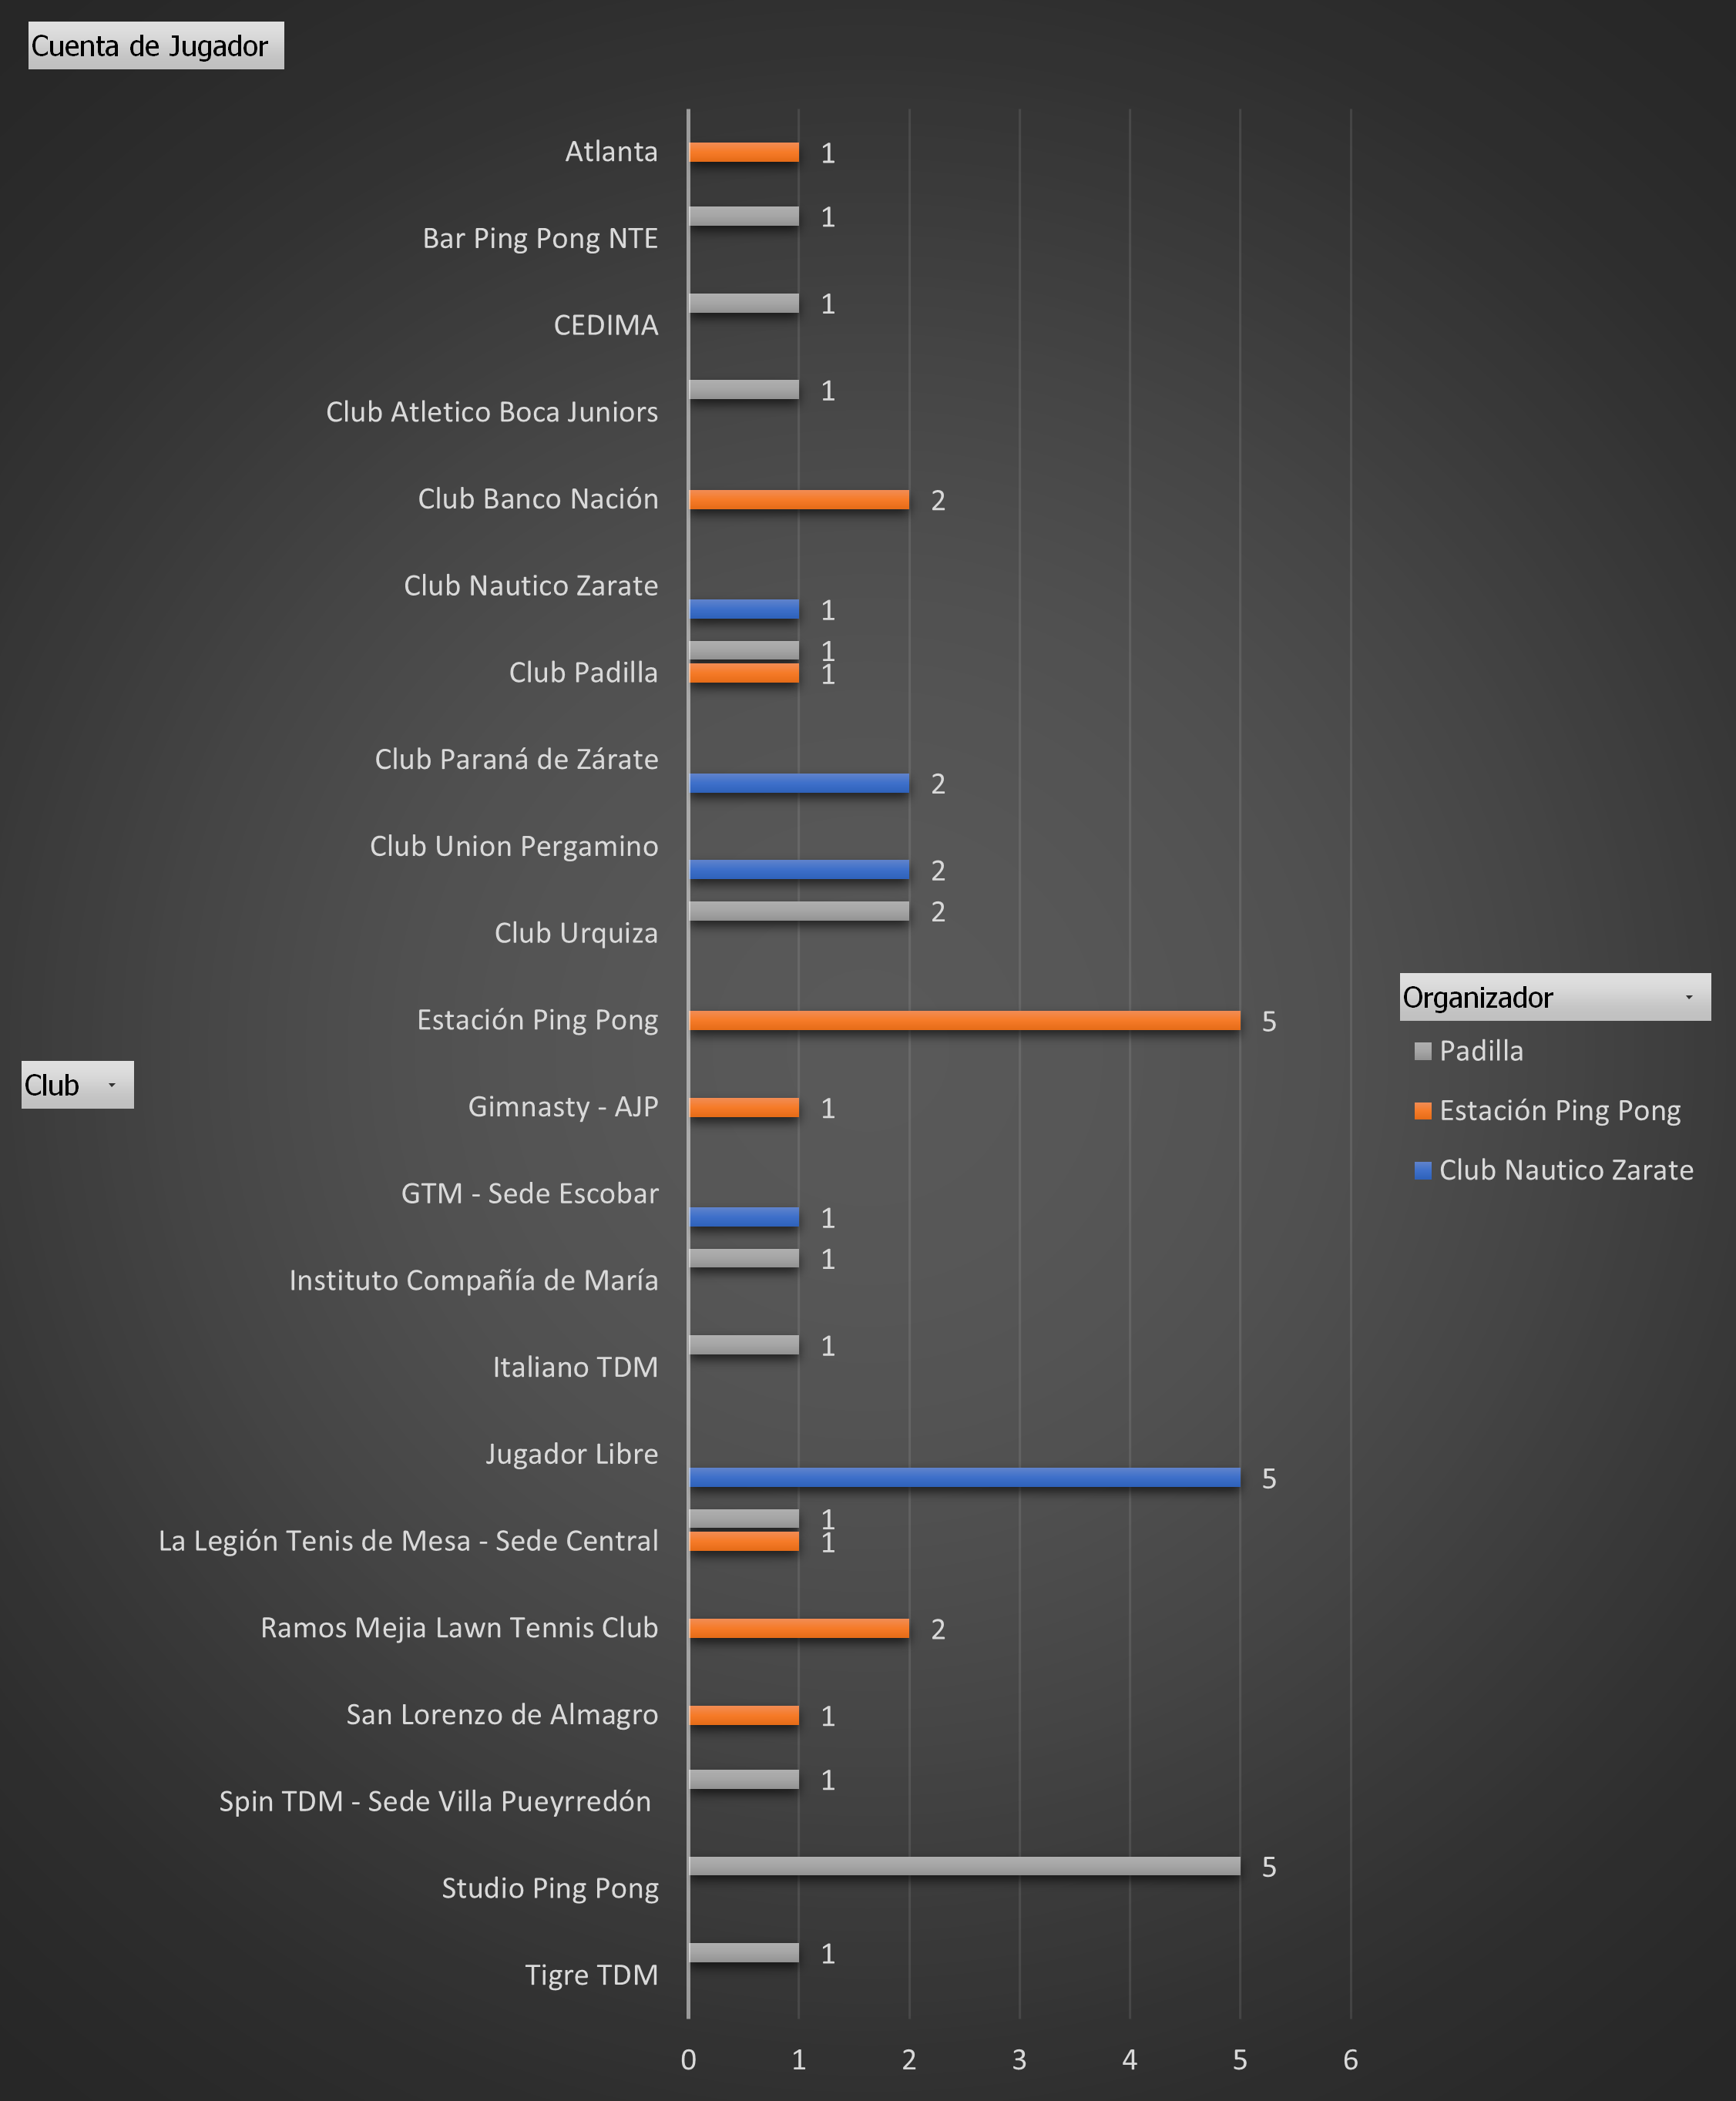 Cuenta de Jugador
Atlanta 1
Bar Ping Pong NTE 1
CEDIMA 1
Club Atletico Boca Juniors 1
Club Banco Nación 2
Club Nautico Zarate 1
Club Padilla 1
1
Club Paraná de Zárate 2
Club Union Pergamino 2
Club Urquiza 2
Estación Ping Pong 5
Gimnasty - AJP 1
GTM - Sede Escobar 1
Instituto Compañía de María 1
Italiano TDM 1
Jugador Libre 5
La Legión Tenis de Mesa - Sede Central 1
1
Ramos Mejia Lawn Tennis Club 2
San Lorenzo de Almagro 1
Spin TDM - Sede Villa Pueyrredón 1
Studio Ping Pong 5
Tigre TDM 1
0 1 2 3 4 5 6
Club
Organizador
Padilla
Estación Ping Pong
Club Nautico Zarate